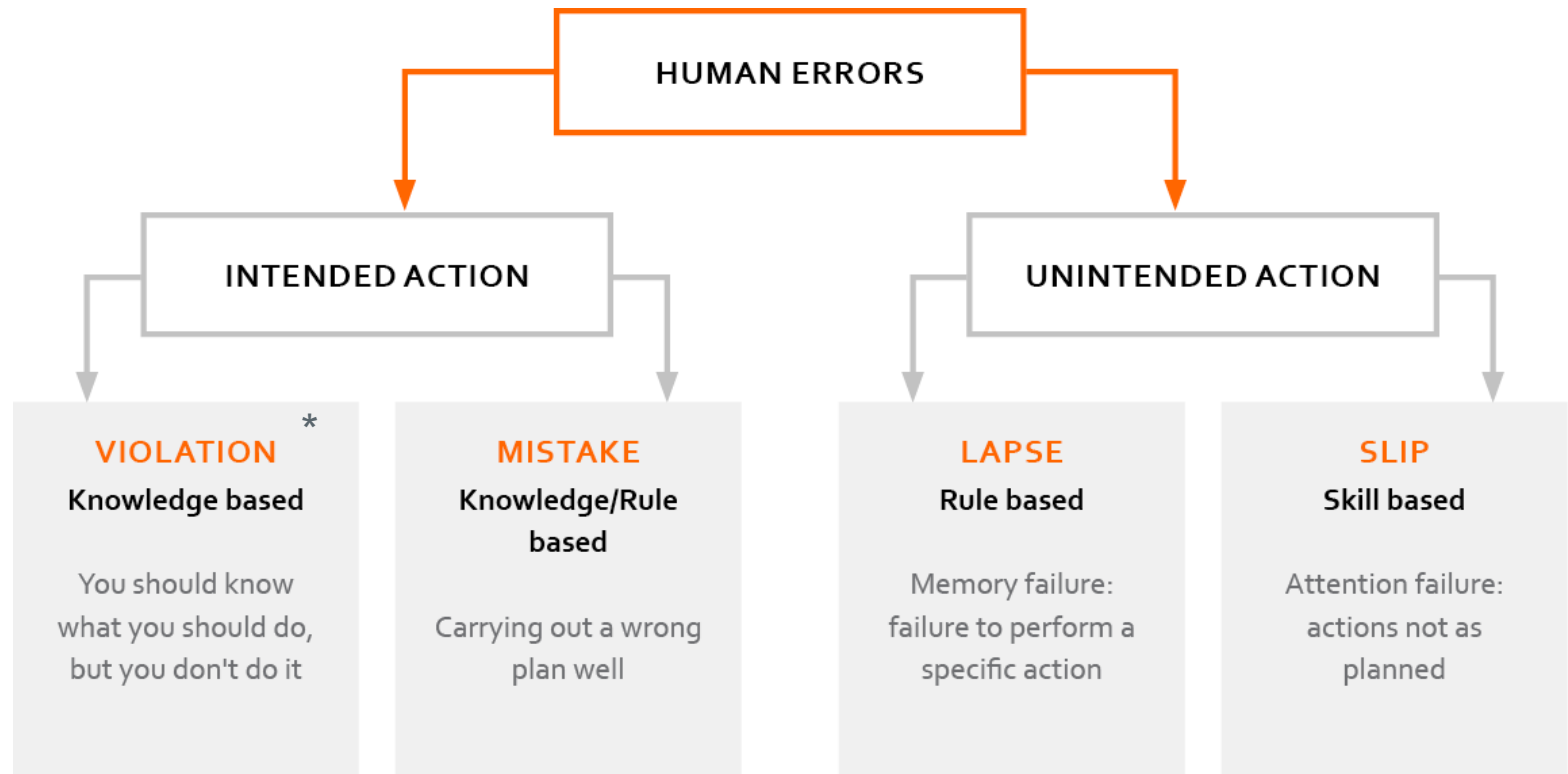 HUMAN ERRORS
INTENDED ACTION
UNINTENDED ACTION
VIOLATION *
Knowledge based
You should know
what you should do,
but you don't do it
MISTAKE
Knowledge/Rule
based
Carrying out a wrong
plan well
LAPSE
Rule based
Memory failure:
failure to perform a
specific action
SLIP
Skill based
Attention failure:
actions not as
planned